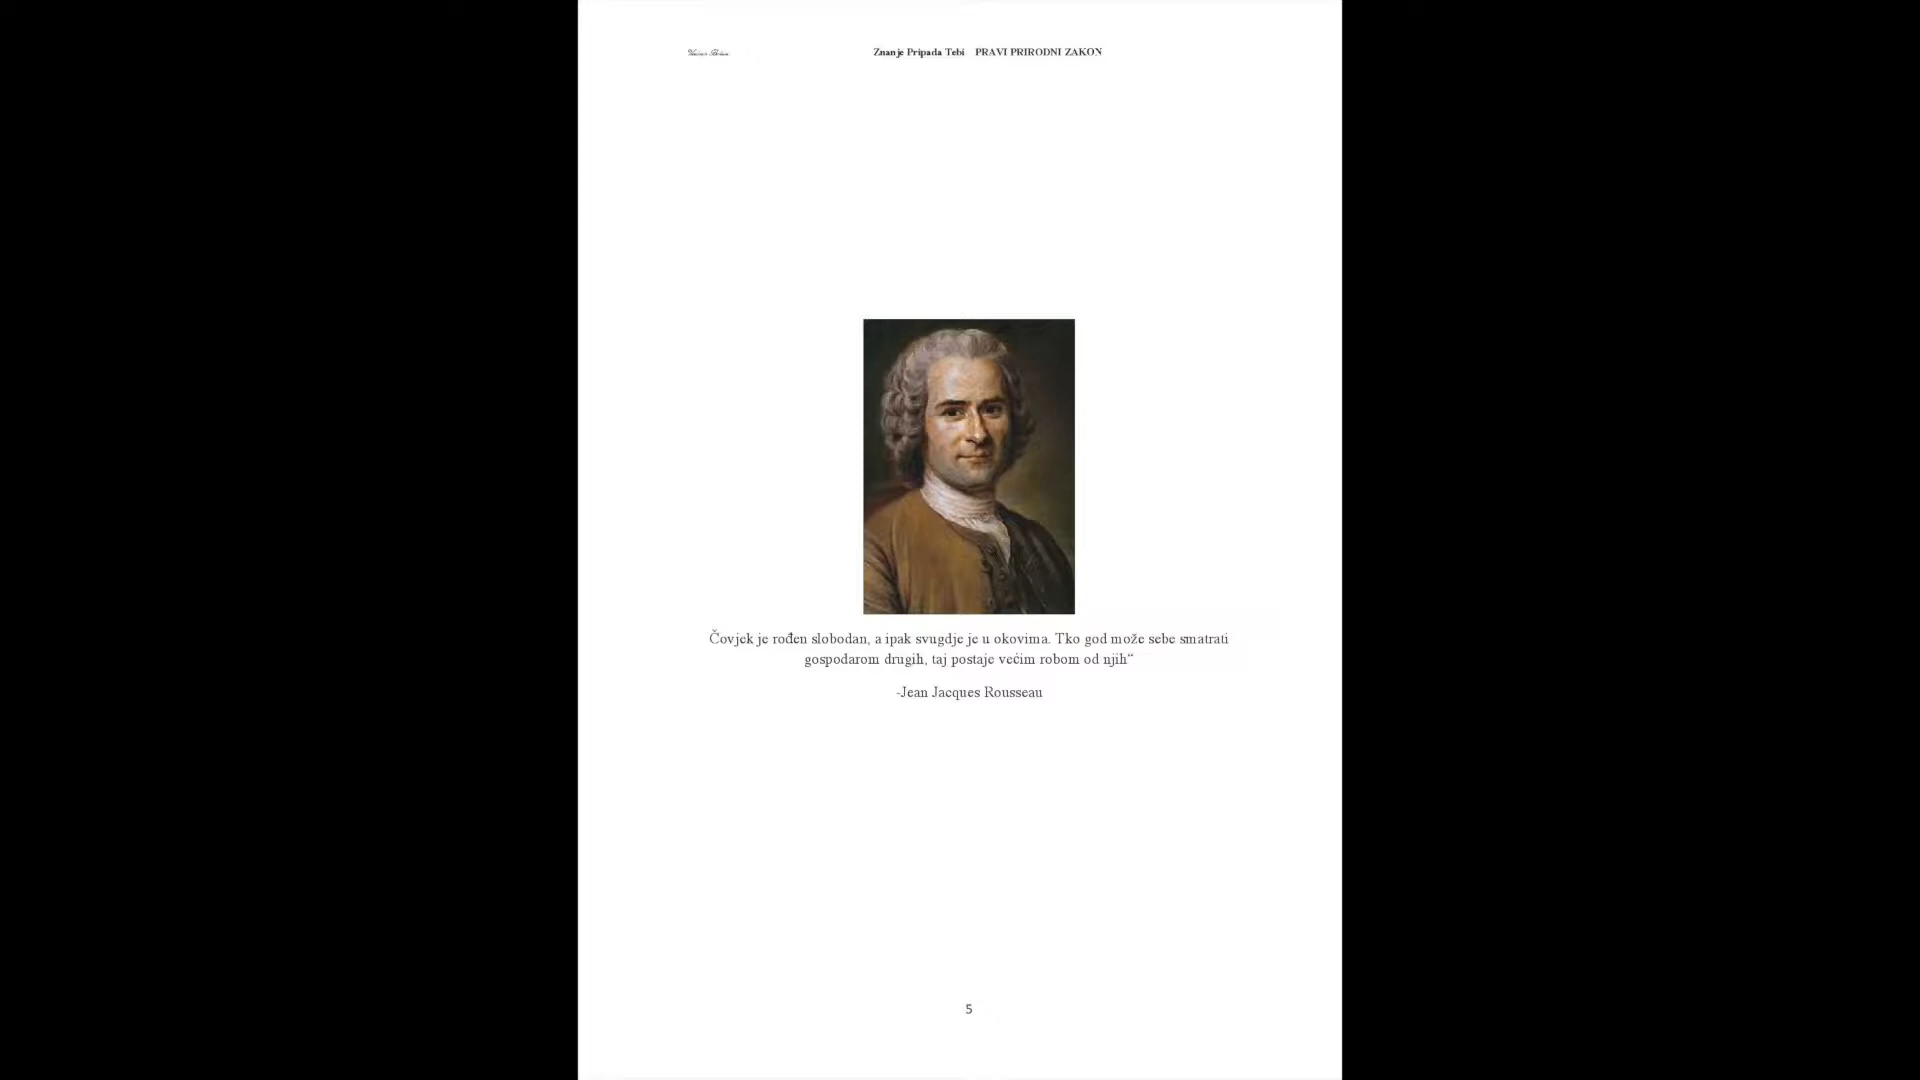 Znanje Pripada Tebi PRAVI PRIRODNI ZAKON
Čovjek je rođen slobodan, a ipak svugdje je u okovima. Tko god može sebe smatrati
gospodarom drugih, taj postaje većim robom od njih“
-Jean Jacques Rousseau
5